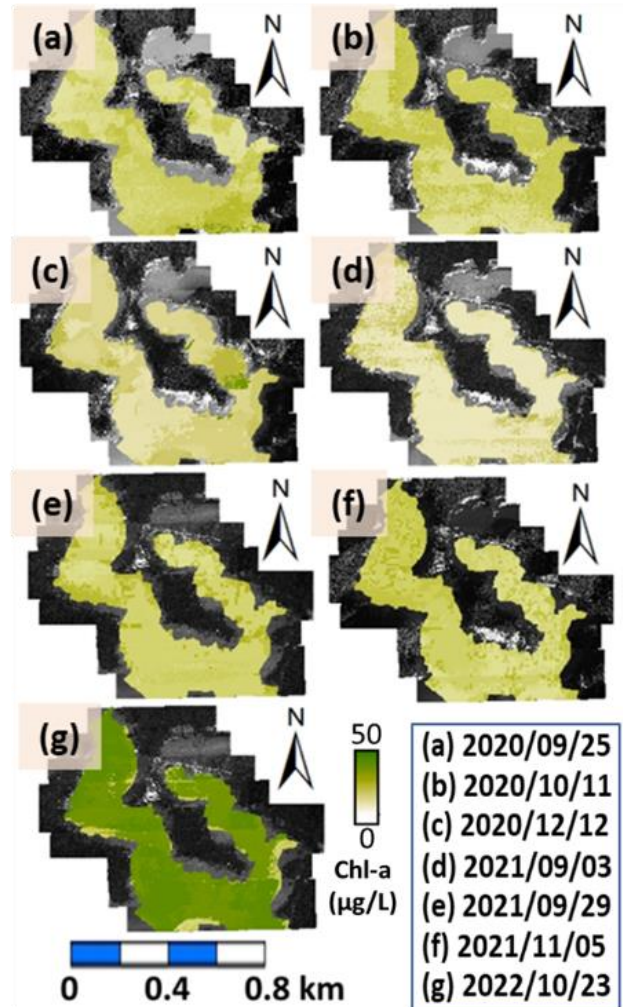 (a)
N
(b)
N
(c)
N
(d)
N
(e)
N
(f)
N
(g)
N
50
0
Chl-a
(µg/L)
0 0.4 0.8 km
(a) 2020/09/25
(b) 2020/10/11
(c) 2020/12/12
(d) 2021/09/03
(e) 2021/09/29
(f) 2021/11/05
(g) 2022/10/23